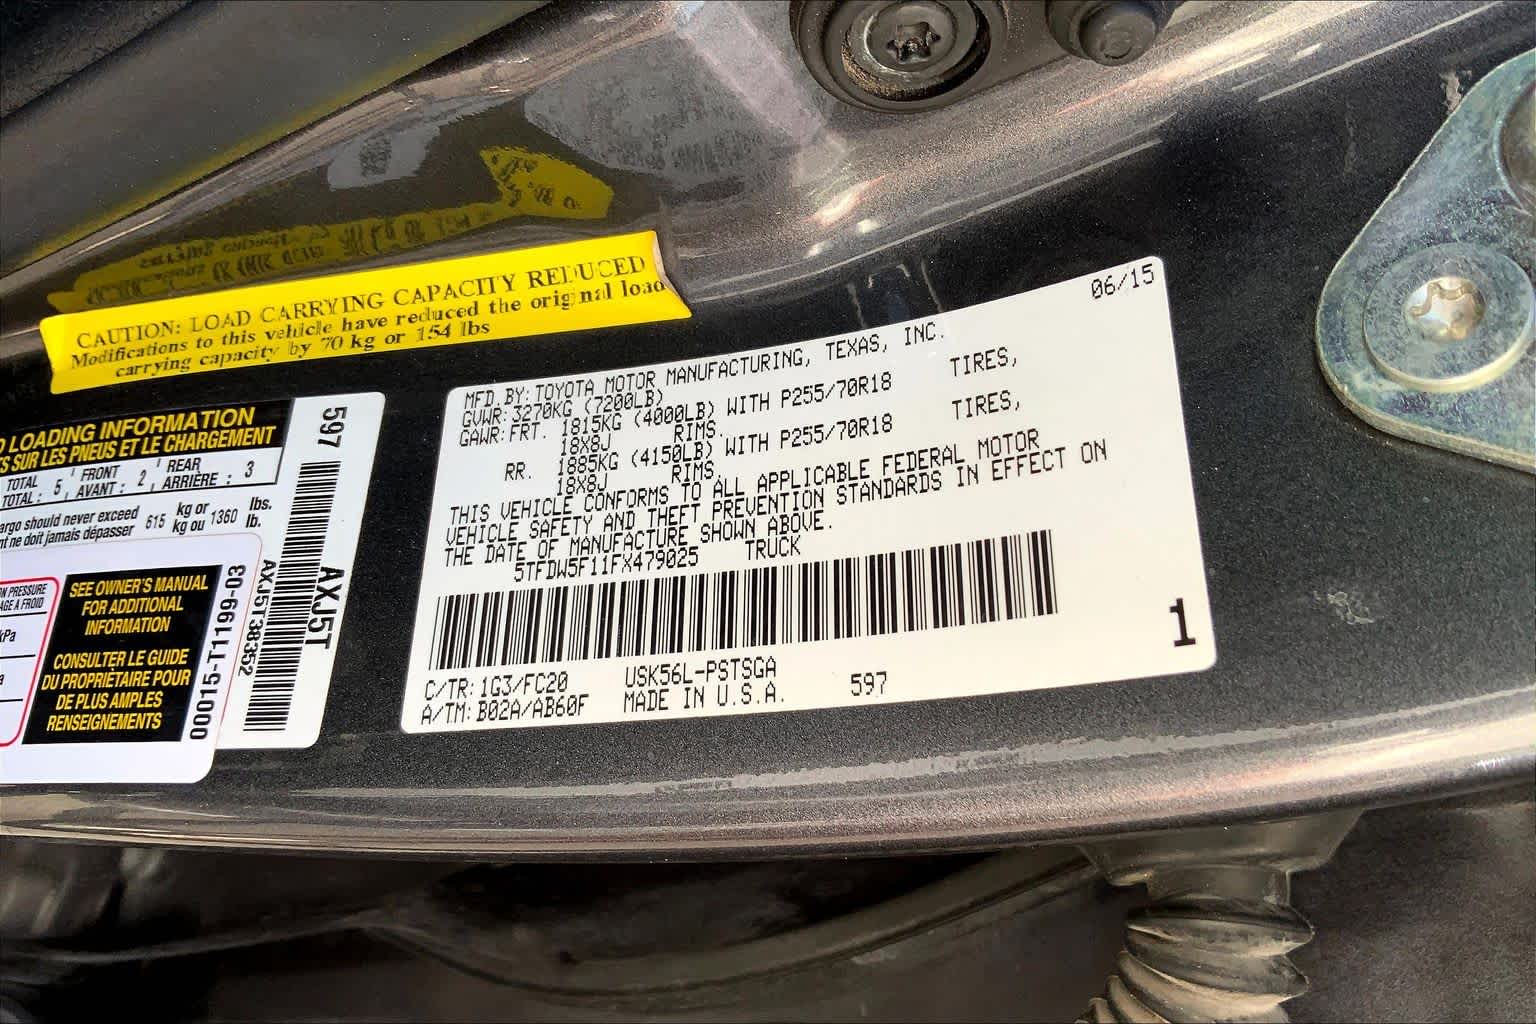 CAUTION: LOAD CARRYING CAPACITY REDUCED
Modifications to this vehicle have reduced the original load
carrying capacity by 70 kg or 154 lbs
06/15
MFD. BY: TOYOTA MOTOR MANUFACTURING, TEXAS, INC.
GVWR: 3270KG (7200LB)
GAWR: FRT. 1815KG (4000LB) WITH P255/70R18 TIRES,
18X8J RIMS.
RR. 1885KG (4150LB) WITH P255/70R18 TIRES,
18X8J RIMS.
THIS VEHICLE CONFORMS TO ALL APPLICABLE FEDERAL MOTOR
VEHICLE SAFETY AND THEFT PREVENTION STANDARDS IN EFFECT ON
THE DATE OF MANUFACTURE SHOWN ABOVE.
5TFDW5F11FX479025 TRUCK
1
C/TR: 1G3/FC20 USK56L-PSTSGA
A/TM: B02A/AB60F MADE IN U.S.A. 597
LOADING INFORMATION
SUR LES PNEUS ET LE CHARGEMENT
TOTAL 5 FRONT 2 REAR 3
TOTAL : AVANT : ARRIÈRE :
should never exceed 615 kg or 1360 lbs.
ne doit jamais dépasser kg ou lb.
597
AXJ5T
AXJ5T38352
00015-T1199-03
PRESSURE
À FROID
kPa
SEE OWNER'S MANUAL
FOR ADDITIONAL
INFORMATION
CONSULTER LE GUIDE
DU PROPRIÈTAIRE POUR
DE PLUS AMPLES
RENSEIGNEMENTS